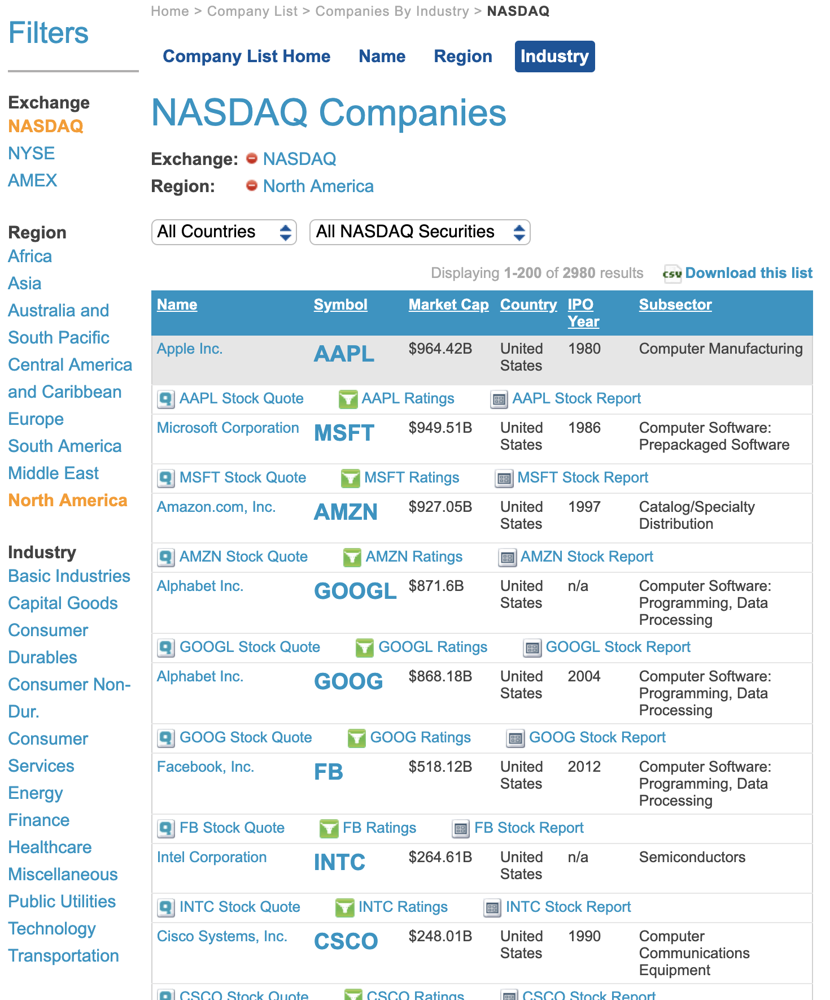 Home > Company List > Companies By Industry > NASDAQ
Filters
Company List Home Name Region Industry
Exchange
NASDAQ
NYSE
AMEX
Region
Africa
Asia
Australia and
South Pacific
Central America
and Caribbean
Europe
South America
Middle East
North America
Industry
Basic Industries
Capital Goods
Consumer
Durables
Consumer Non-
Dur.
Consumer
Services
Energy
Finance
Healthcare
Miscellaneous
Public Utilities
Technology
Transportation
NASDAQ Companies
Exchange: NASDAQ
Region: North America
All Countries All NASDAQ Securities
Displaying 1-200 of 2980 results csv Download this list
Name Symbol Market Cap Country IPO Subsector
Year
Apple Inc. AAPL $964.42B United 1980 Computer Manufacturing
States
AAPL Stock Quote AAPL Ratings AAPL Stock Report
Microsoft Corporation MSFT $949.51B United 1986 Computer Software:
States Prepackaged Software
MSFT Stock Quote MSFT Ratings MSFT Stock Report
Amazon.com, Inc. AMZN $927.05B United 1997 Catalog/Specialty
States Distribution
AMZN Stock Quote AMZN Ratings AMZN Stock Report
Alphabet Inc. GOOGL $871.6B United n/a Computer Software:
States Programming, Data
Processing
GOOGL Stock Quote GOOGL Ratings GOOGL Stock Report
Alphabet Inc. GOOG $868.18B United 2004 Computer Software:
States Programming, Data
Processing
GOOG Stock Quote GOOG Ratings GOOG Stock Report
Facebook, Inc. FB $518.12B United 2012 Computer Software:
States Programming, Data
Processing
FB Stock Quote FB Ratings FB Stock Report
Intel Corporation INTC $264.61B United n/a Semiconductors
States
INTC Stock Quote INTC Ratings INTC Stock Report
Cisco Systems, Inc. CSCO $248.01B United 1990 Computer
States Communications
Equipment
CSCO Stock Quote CSCO Ratings CSCO Stock Report